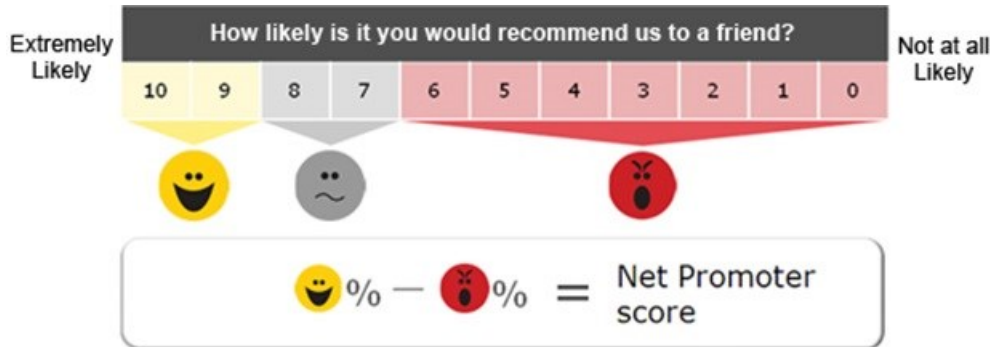 How likely is it you would recommend us to a friend?
Extremely
Likely
Not at all
Likely
10 9 8 7 6 5 4 3 2 1 0
% — % = Net Promoter
score